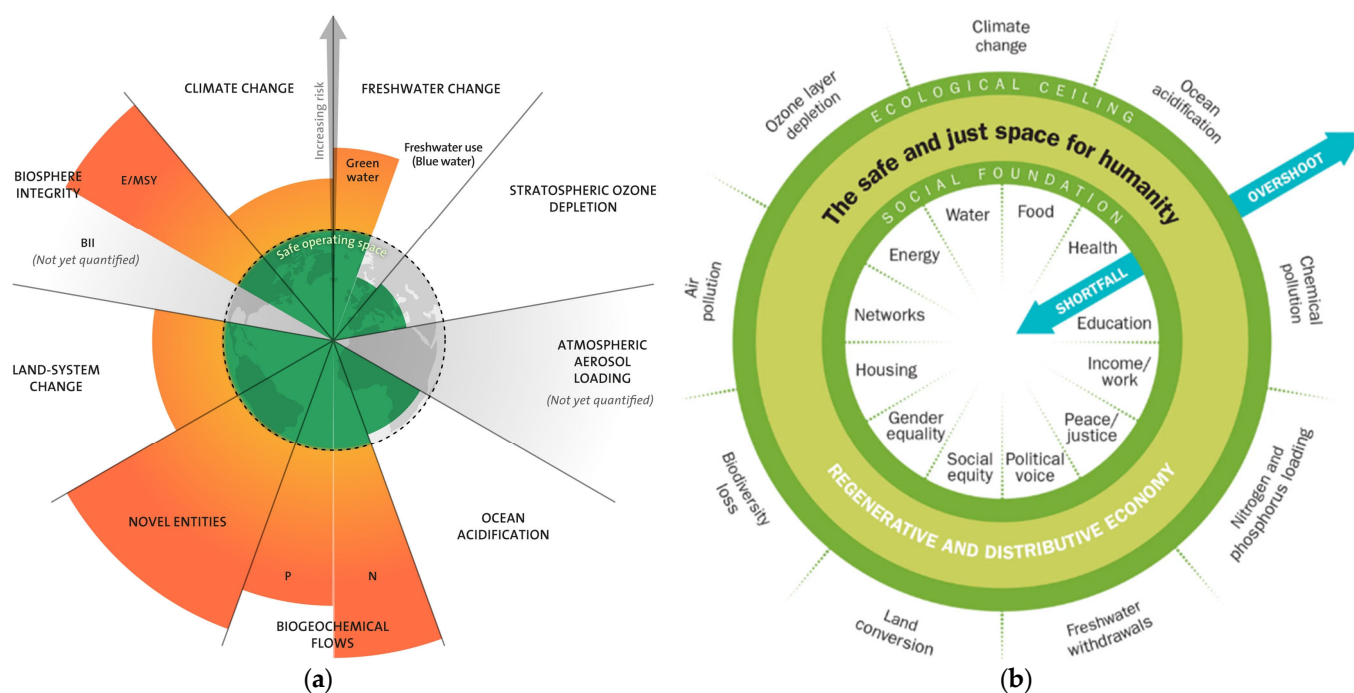 CLIMATE CHANGE
FRESHWATER CHANGE
Increasing risk
Freshwater use
(Blue water)
Green
water
BIOSPHERE
INTEGRITY
E/MSY
STRATOSPHERIC OZONE
DEPLETION
BII
(Not yet quantified)
Safe operating space
LAND-SYSTEM
CHANGE
ATMOSPHERIC
AEROSOL
LOADING
(Not yet quantified)
NOVEL ENTITIES
OCEAN
ACIDIFICATION
P
N
BIOGEOCHEMICAL
FLOWS
(a)
Climate
change
Ozone layer
depletion
Ocean
acidification
ECOLOGICAL CEILING
The safe and just space for humanity
OVERSHOOT
SOCIAL FOUNDATION
Water
Food
Energy
Health
SHORTFALL
Air
pollution
Chemical
pollution
Networks
Education
Housing
Income/
work
Gender
equality
Peace/
justice
Social
equity
Political
voice
REGENERATIVE AND DISTRIBUTIVE ECONOMY
Biodiversity
loss
Nitrogen and
phosphorus loading
Land
conversion
Freshwater
withdrawals
(b)